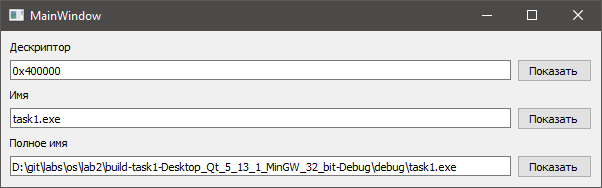 MainWindow
Дескриптор
0x400000
Показать
Имя
task1.exe
Показать
Полное имя
D:\git\labs\os\lab2\build-task1-Desktop_Qt_5_13_1_MinGW_32_bit-Debug\debug\task1.exe
Показать